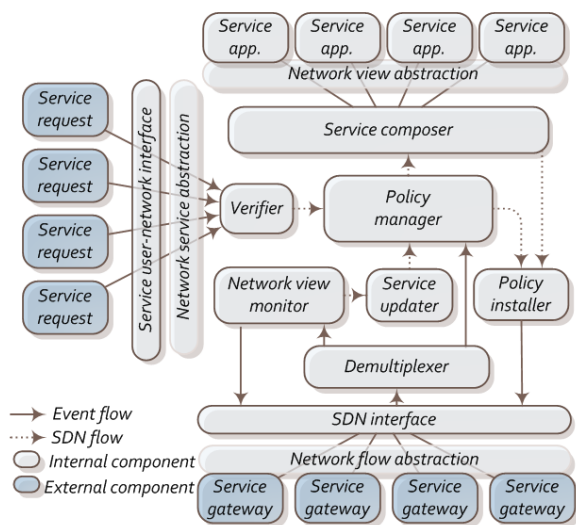 Service
app.
Service
app.
Service
app.
Service
app.
Network view abstraction
Service
request
Service
request
Service
request
Service
request
Service user-network interface
Network service abstraction
Service composer
Verifier
Policy
manager
Network view
monitor
Service
updater
Policy
installer
Demultiplexer
SDN interface
Network flow abstraction
Service
gateway
Service
gateway
Service
gateway
Service
gateway
Event flow
SDN flow
Internal component
External component